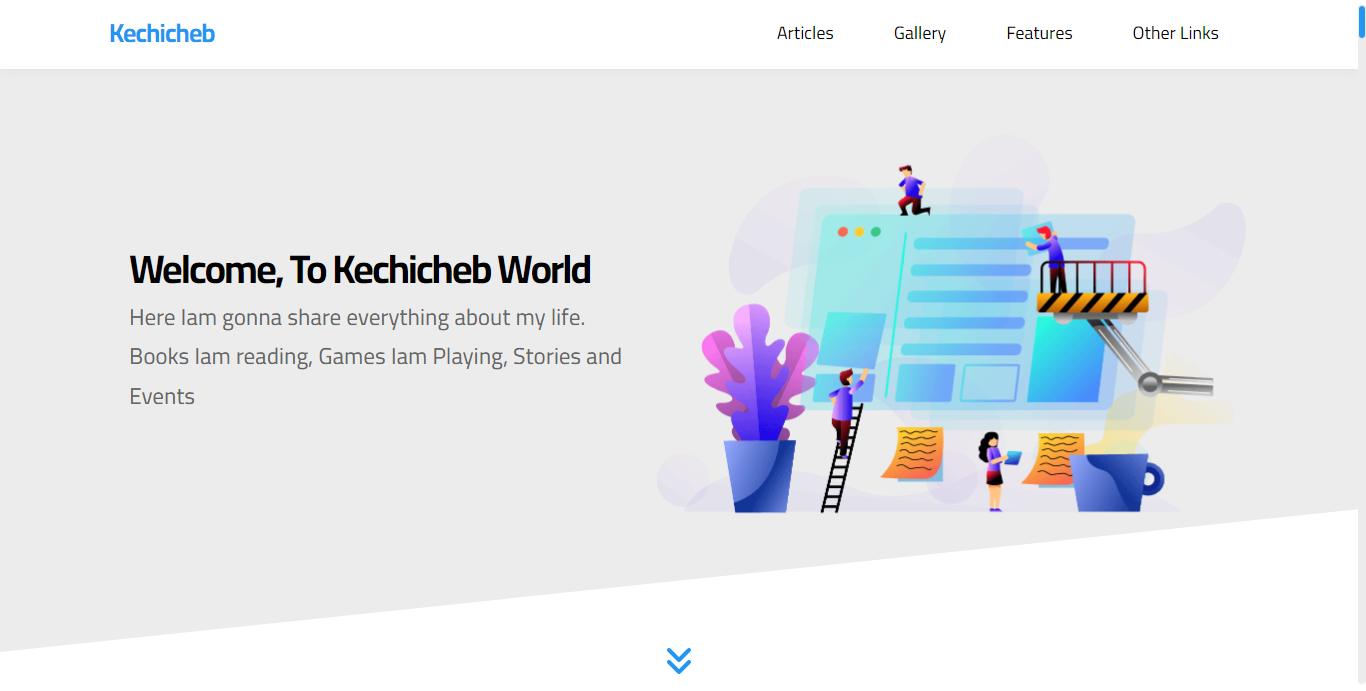 Kechicheb
Articles
Gallery
Features
Other Links
Welcome, To Kechicheb World
Here Iam gonna share everything about my life.
Books Iam reading, Games Iam Playing, Stories and
Events